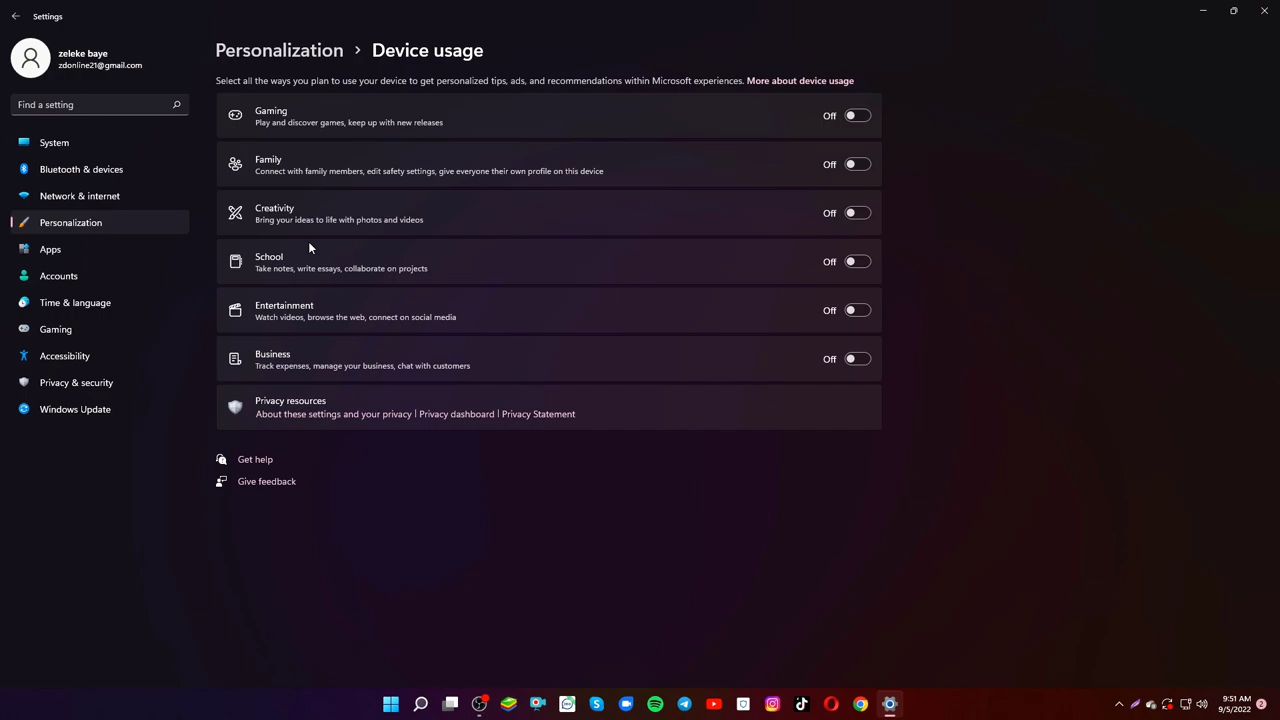 Settings
zeleke baye
zdonline21@gmail.com
Find a setting
System
Bluetooth & devices
Network & internet
Personalization
Apps
Accounts
Time & language
Gaming
Accessibility
Privacy & security
Windows Update
Personalization > Device usage
Select all the ways you plan to use your device to get personalized tips, ads, and recommendations within Microsoft experiences. More about device usage
Gaming
Play and discover games, keep up with new releases
Off
Family
Connect with family members, edit safety settings, give everyone their own profile on this device
Off
Creativity
Bring your ideas to life with photos and videos
Off
School
Take notes, write essays, collaborate on projects
Off
Entertainment
Watch videos, browse the web, connect on social media
Off
Business
Track expenses, manage your business, chat with customers
Off
Privacy resources
About these settings and your privacy | Privacy dashboard | Privacy Statement
Get help
Give feedback
9:51 AM
9/5/2022
2